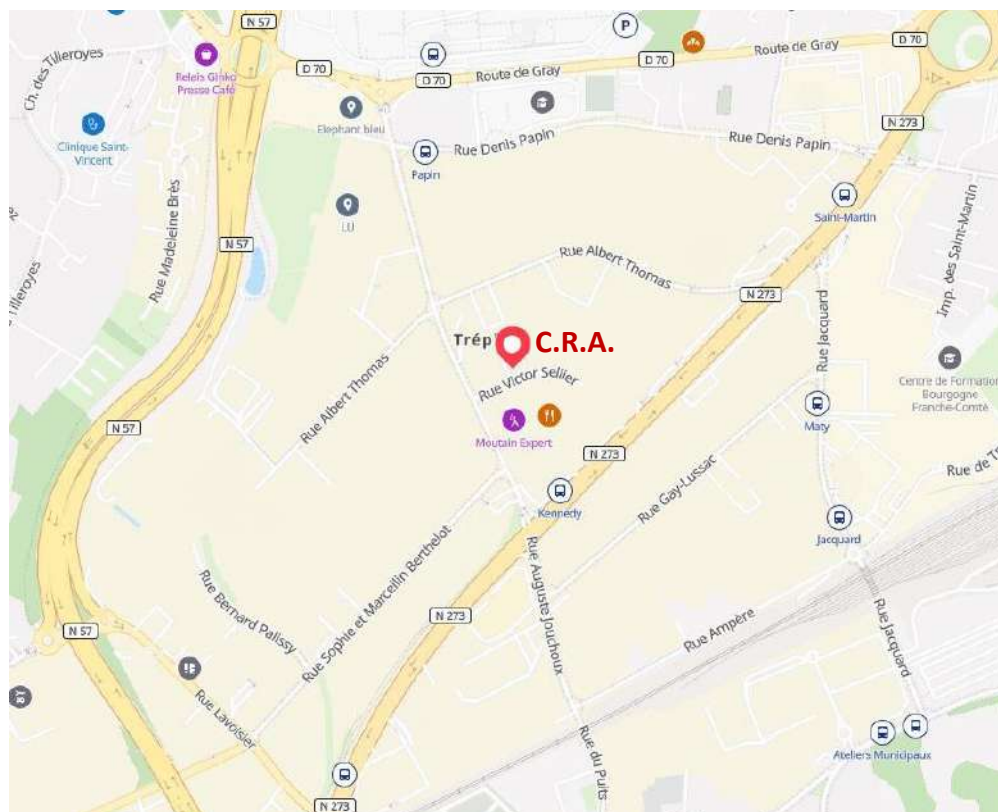 N 57
P
Ch. des Tilleroyes
Relais Ginko
Presse Café
D 70
Route de Gray
D 70
D 70
Route de Gray
D 70
Elephant bleu
Clinique Saint-
Vincent
Papin
Rue Denis Papin
Rue Denis Papin
N 273
LU
Saint-Martin
Rue Madeleine Brès
N 57
Rue Albert Thomas
N 273
Imp. des Saint-Martin
Tilleroyes
Trép
C.R.A.
Rue Jacquard
Rue Victor Sellier
Rue Albert Thomas
Centre de Formation
Bourgogne
Franche-Comté
N 57
Moutain Expert
Maty
N 273
Rue Gay-Lussac
Rue de
Kennedy
Jacquard
Rue Sophie et Marcellin Berthelot
Rue Auguste Jouchoux
Rue Bernard Palissy
N 273
Rue Ampère
Rue Jacquard
N 57
Rue Lavoisier
Rue du Puits
Ateliers Municipaux
N 273